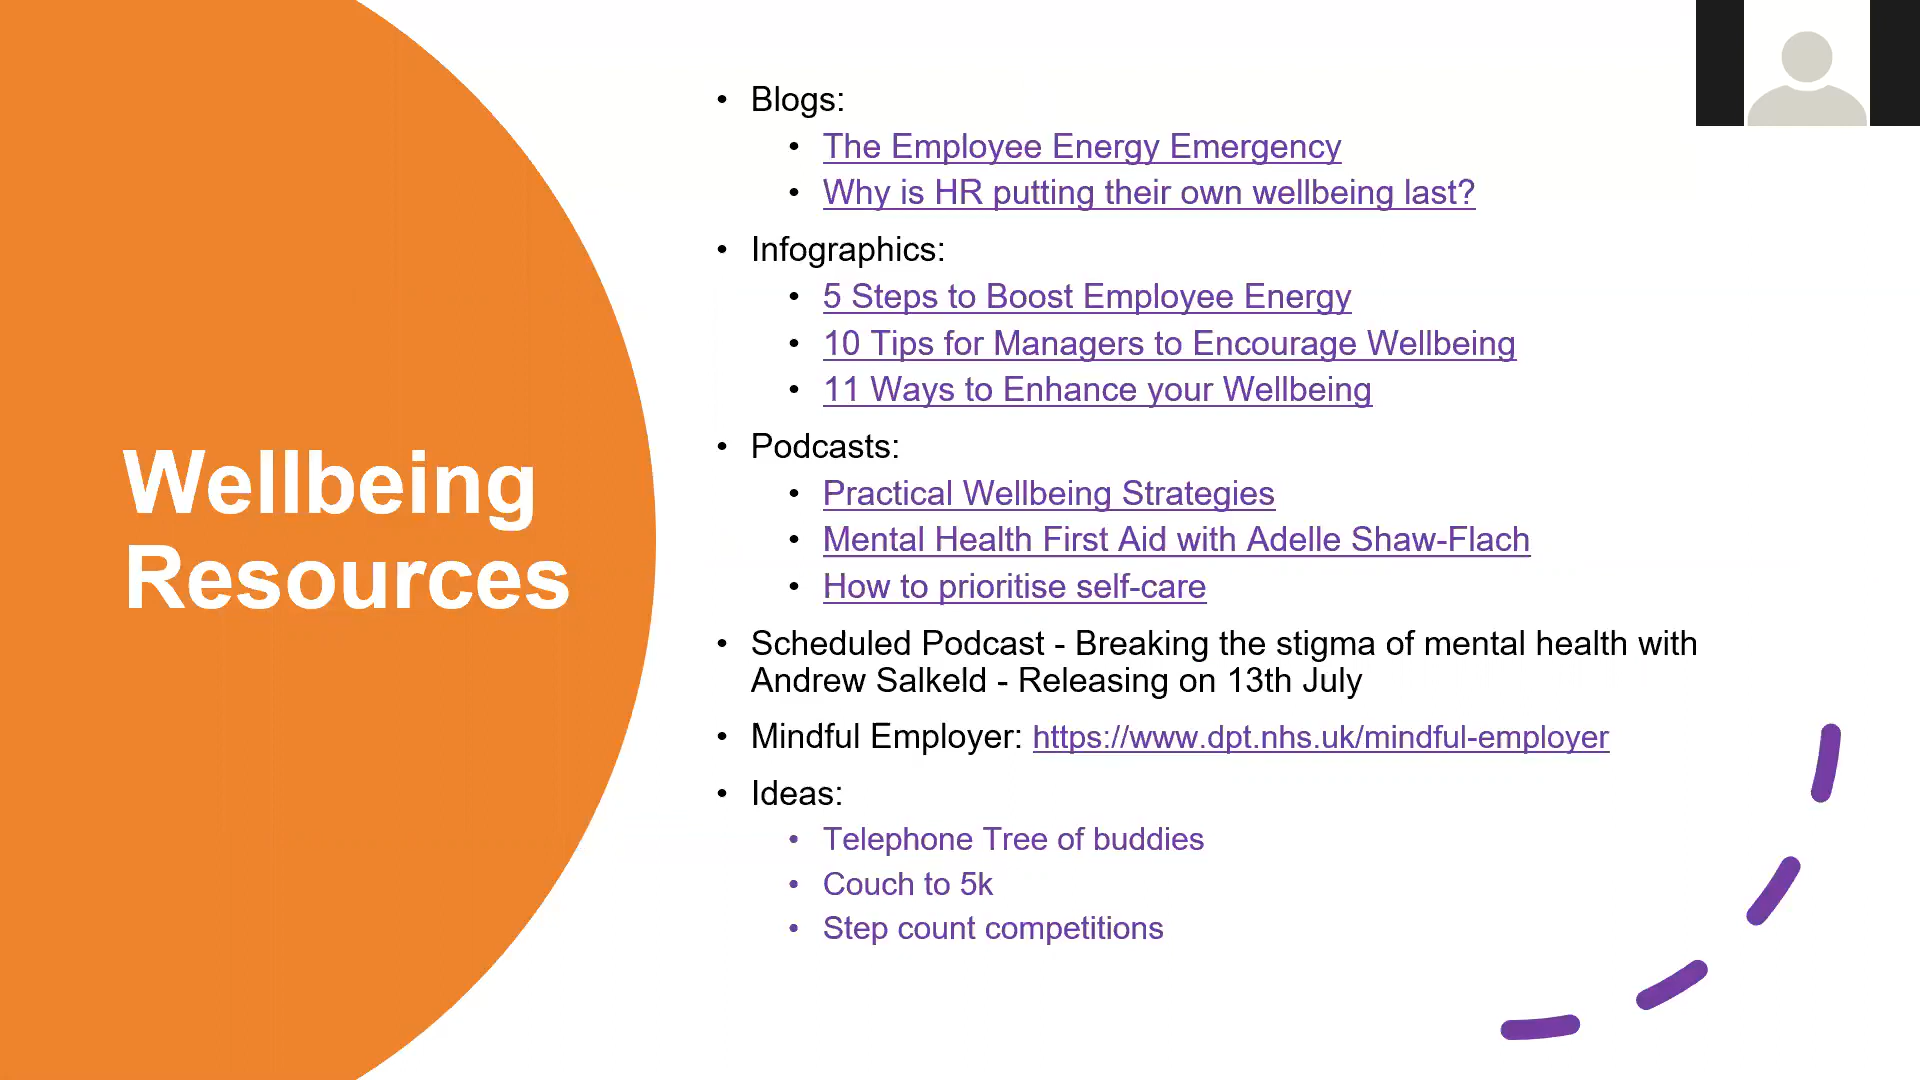 Wellbeing
Resources
• Blogs:
• The Employee Energy Emergency
• Why is HR putting their own wellbeing last?
• Infographics:
• 5 Steps to Boost Employee Energy
• 10 Tips for Managers to Encourage Wellbeing
• 11 Ways to Enhance your Wellbeing
• Podcasts:
• Practical Wellbeing Strategies
• Mental Health First Aid with Adelle Shaw-Flach
• How to prioritise self-care
• Scheduled Podcast - Breaking the stigma of mental health with
Andrew Salkeld - Releasing on 13th July
• Mindful Employer: https://www.dpt.nhs.uk/mindful-employer
• Ideas:
• Telephone Tree of buddies
• Couch to 5k
• Step count competitions